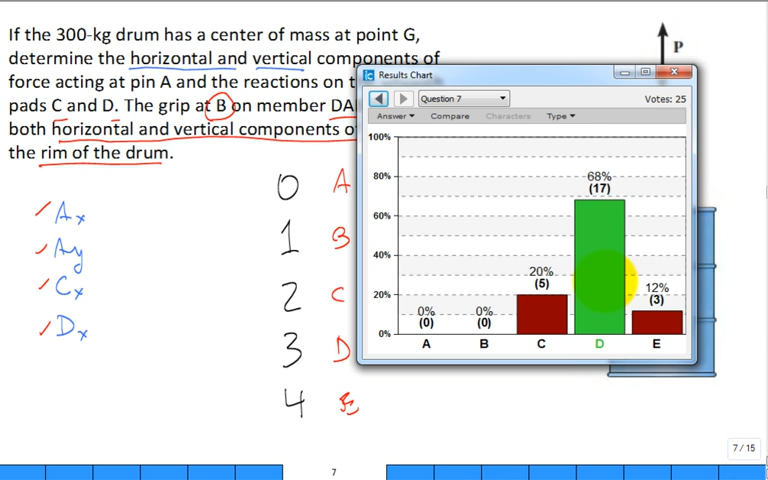 If the 300-kg drum has a center of mass at point G,
determine the horizontal and vertical components of
force acting at pin A and the reactions on t
pads C and D. The grip at B on member DA
both horizontal and vertical components o
the rim of the drum.
P
Results Chart
Question 7
Votes: 25
Answer Compare Characters Type
100%
80%
60%
40%
20%
0%
0%
(0)
0%
(0)
20%
(5)
68%
(17)
12%
(3)
A B C D E
Ax
Ay
Cx
Dx
0 A
1 B
2 C
3 D
4 E
7 / 15
7